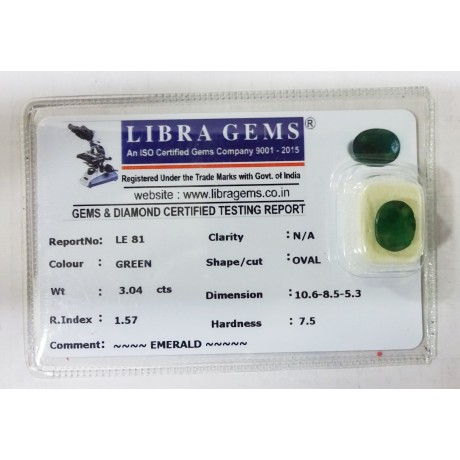 LIBRA GEMS®
An ISO Certified Gems Company 9001 - 2015
Registered Under the Trade Marks with Govt. of India
website : www.libragems.co.in
GEMS & DIAMOND CERTIFIED TESTING REPORT
ReportNo: LE 81 Clarity : N/A
Colour : GREEN Shape/cut : OVAL
Wt : 3.04 cts Dimension : 10.6-8.5-5.3
R.Index : 1.57 Hardness : 7.5
Comment: ~~~~ EMERALD ~~~~~